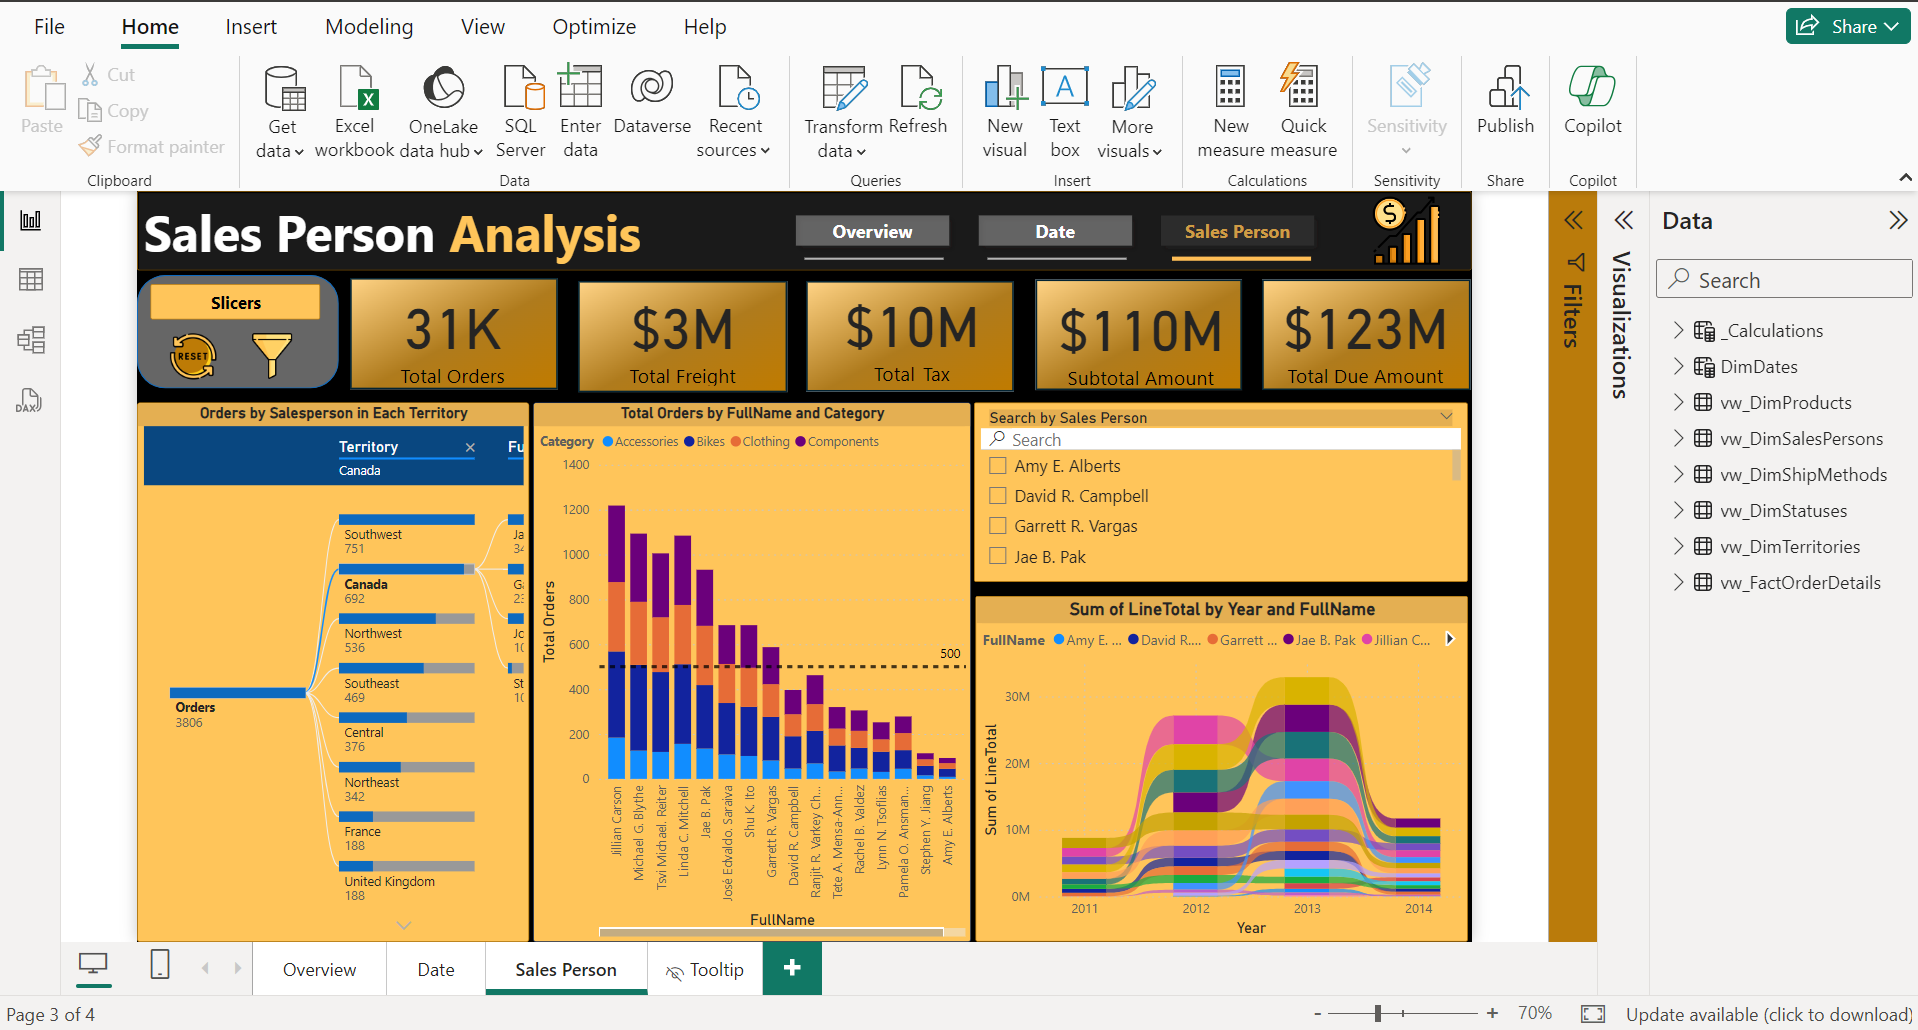 File Home Insert Modeling View Optimize Help Share
Paste
Cut
Copy
Format painter
Clipboard
Get data
Excel workbook
OneLake data hub
SQL Server
Enter data
Dataverse
Recent sources
Data
Transform data
Refresh
Queries
New visual
Text box
More visuals
Insert
New measure
Quick measure
Calculations
Sensitivity
Sensitivity
Publish
Share
Copilot
Copilot
Sales Person Analysis
Overview
Date
Sales Person
Slicers
RESET
31K
Total Orders
$3M
Total Freight
$10M
Total Tax
$110M
Subtotal Amount
$123M
Total Due Amount
Orders by Salesperson in Each Territory
Territory
Canada
Fu
Southwest
751
Canada
692
Northwest
536
Southeast
469
Central
376
Northeast
342
France
188
United Kingdom
188
Orders
3806
Ja
34
G
23
Jo
10
St
10
Total Orders by FullName and Category
Category Accessories Bikes Clothing Components
Total Orders
1400
1200
1000
800
600
400
200
0
500
Jillian Carson
Michael G. Blythe
Tsvi Michael. Reiter
Linda C. Mitchell
Jae B. Pak
José Edvaldo. Saraiva
Shu K. Ito
Garrett R. Vargas
David R. Campbell
Ranjit R. Varkey Ch...
Tete A. Mensa-Ann...
Rachel B. Valdez
Lynn N. Tsoflias
Pamela O. Ansman...
Stephen Y. Jiang
Amy E. Alberts
FullName
Search by Sales Person
Search
Amy E. Alberts
David R. Campbell
Garrett R. Vargas
Jae B. Pak
Sum of LineTotal by Year and FullName
FullName Amy E. ... David R.... Garrett ... Jae B. Pak Jillian C...
Sum of LineTotal
30M
20M
10M
0M
2011 2012 2013 2014
Year
Filters
Visualizations
Data
Search
_Calculations
DimDates
vw_DimProducts
vw_DimSalesPersons
vw_DimShipMethods
vw_DimStatuses
vw_DimTerritories
vw_FactOrderDetails
DAX
Overview Date Sales Person Tooltip
Page 3 of 4
- + 70%
Update available (click to download)